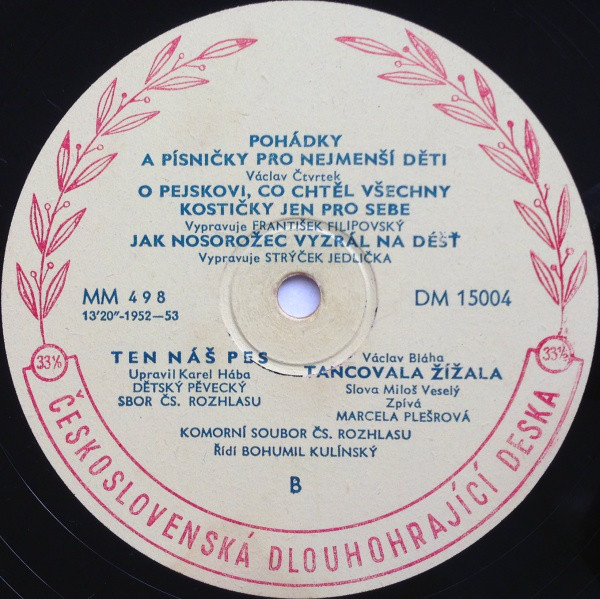 POHÁDKY
A PÍSNIČKY PRO NEJMENŠÍ DĚTI
Václav Čtvrtek
O PEJSKOVI, CO CHTĚL VŠECHNY
KOSTIČKY JEN PRO SEBE
Vypravuje FRANTIŠEK FILIPOVSKÝ
JAK NOSOROŽEC VYZRÁL NA DÉŠŤ
Vypravuje STRÝČEK JEDLIČKA
MM 498
13'20"-1952—53
DM 15004
TEN NÁŠ PES
Upravil Karel Hába
DĚTSKÝ PĚVECKÝ
SBOR ČS. ROZHLASU
Václav Bláha
TANCOVALA ŽÍŽALA
Slova Miloš Veselý
Zpívá
MARCELA PLEŠROVÁ
KOMORNÍ SOUBOR ČS. ROZHLASU
Řídí BOHUMIL KULÍNSKÝ
B
33⅓
33⅓
ČESKOSLOVENSKÁ DLOUHOHRAJÍCÍ DESKA